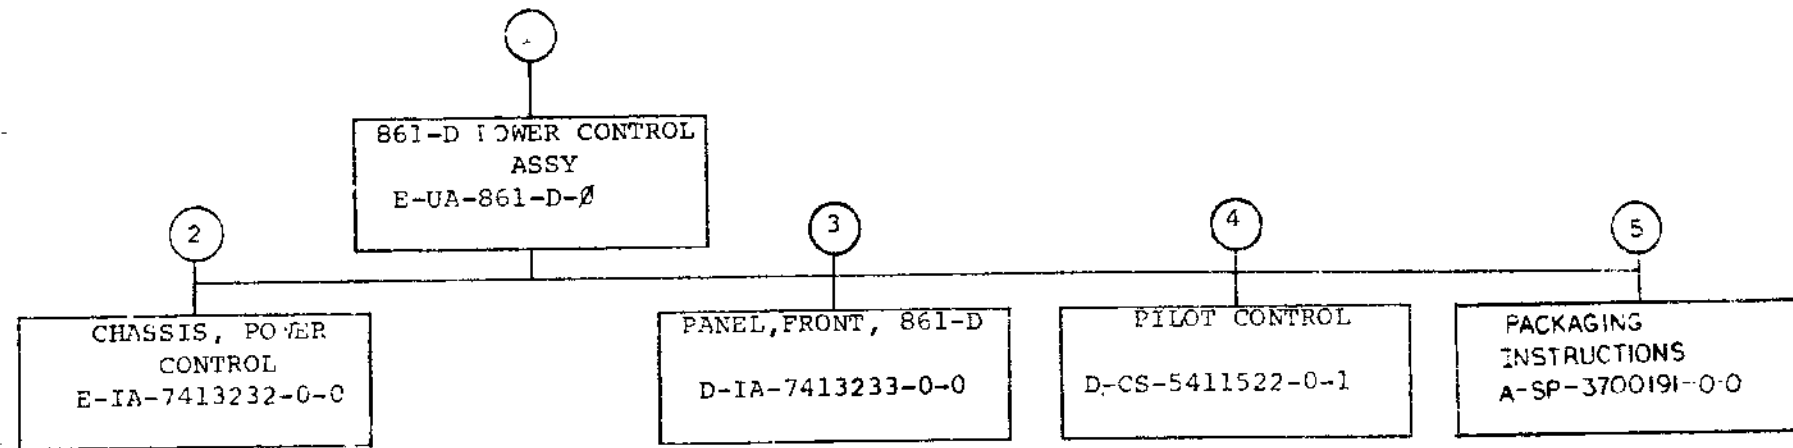 861-D POWER CONTROL
ASSY
E-UA-861-D-Ø
2
CHASSIS, POWER
CONTROL
E-IA-7413232-0-0
3
PANEL,FRONT, 861-D
D-IA-7413233-0-0
4
PILOT CONTROL
D-CS-5411522-0-1
5
PACKAGING
INSTRUCTIONS
A-SP-3700191-0-0